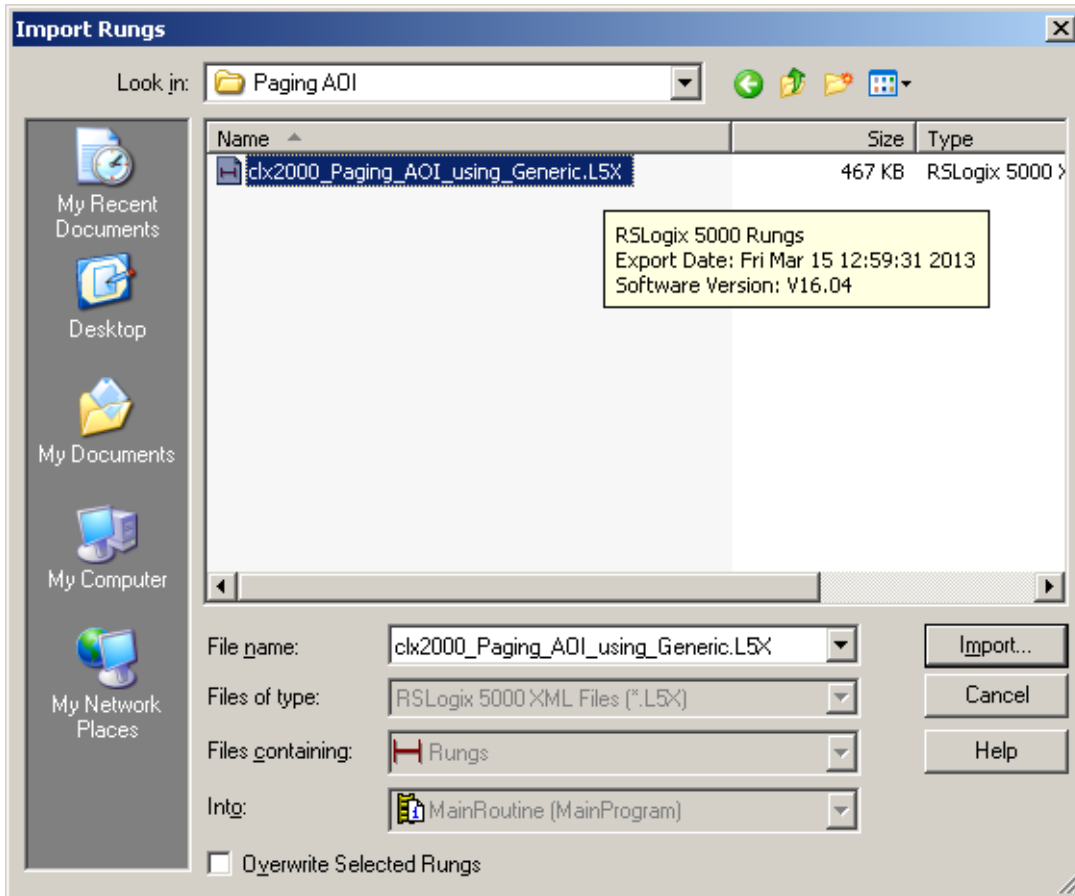 Import Rungs
Look in:
Paging AOI
My Recent
Documents
Desktop
My Documents
My Computer
My Network
Places
Name
Size
Type
clx2000_Paging_AOI_using_Generic.L5X
467 KB
RSLogix 5000 X
RSLogix 5000 Rungs
Export Date: Fri Mar 15 12:59:31 2013
Software Version: V16.04
File name:
clx2000_Paging_AOI_using_Generic.L5X
Import...
Files of type:
RSLogix 5000 XML Files (*.L5X)
Cancel
Files containing:
Rungs
Help
Into:
MainRoutine (MainProgram)
Overwrite Selected Rungs